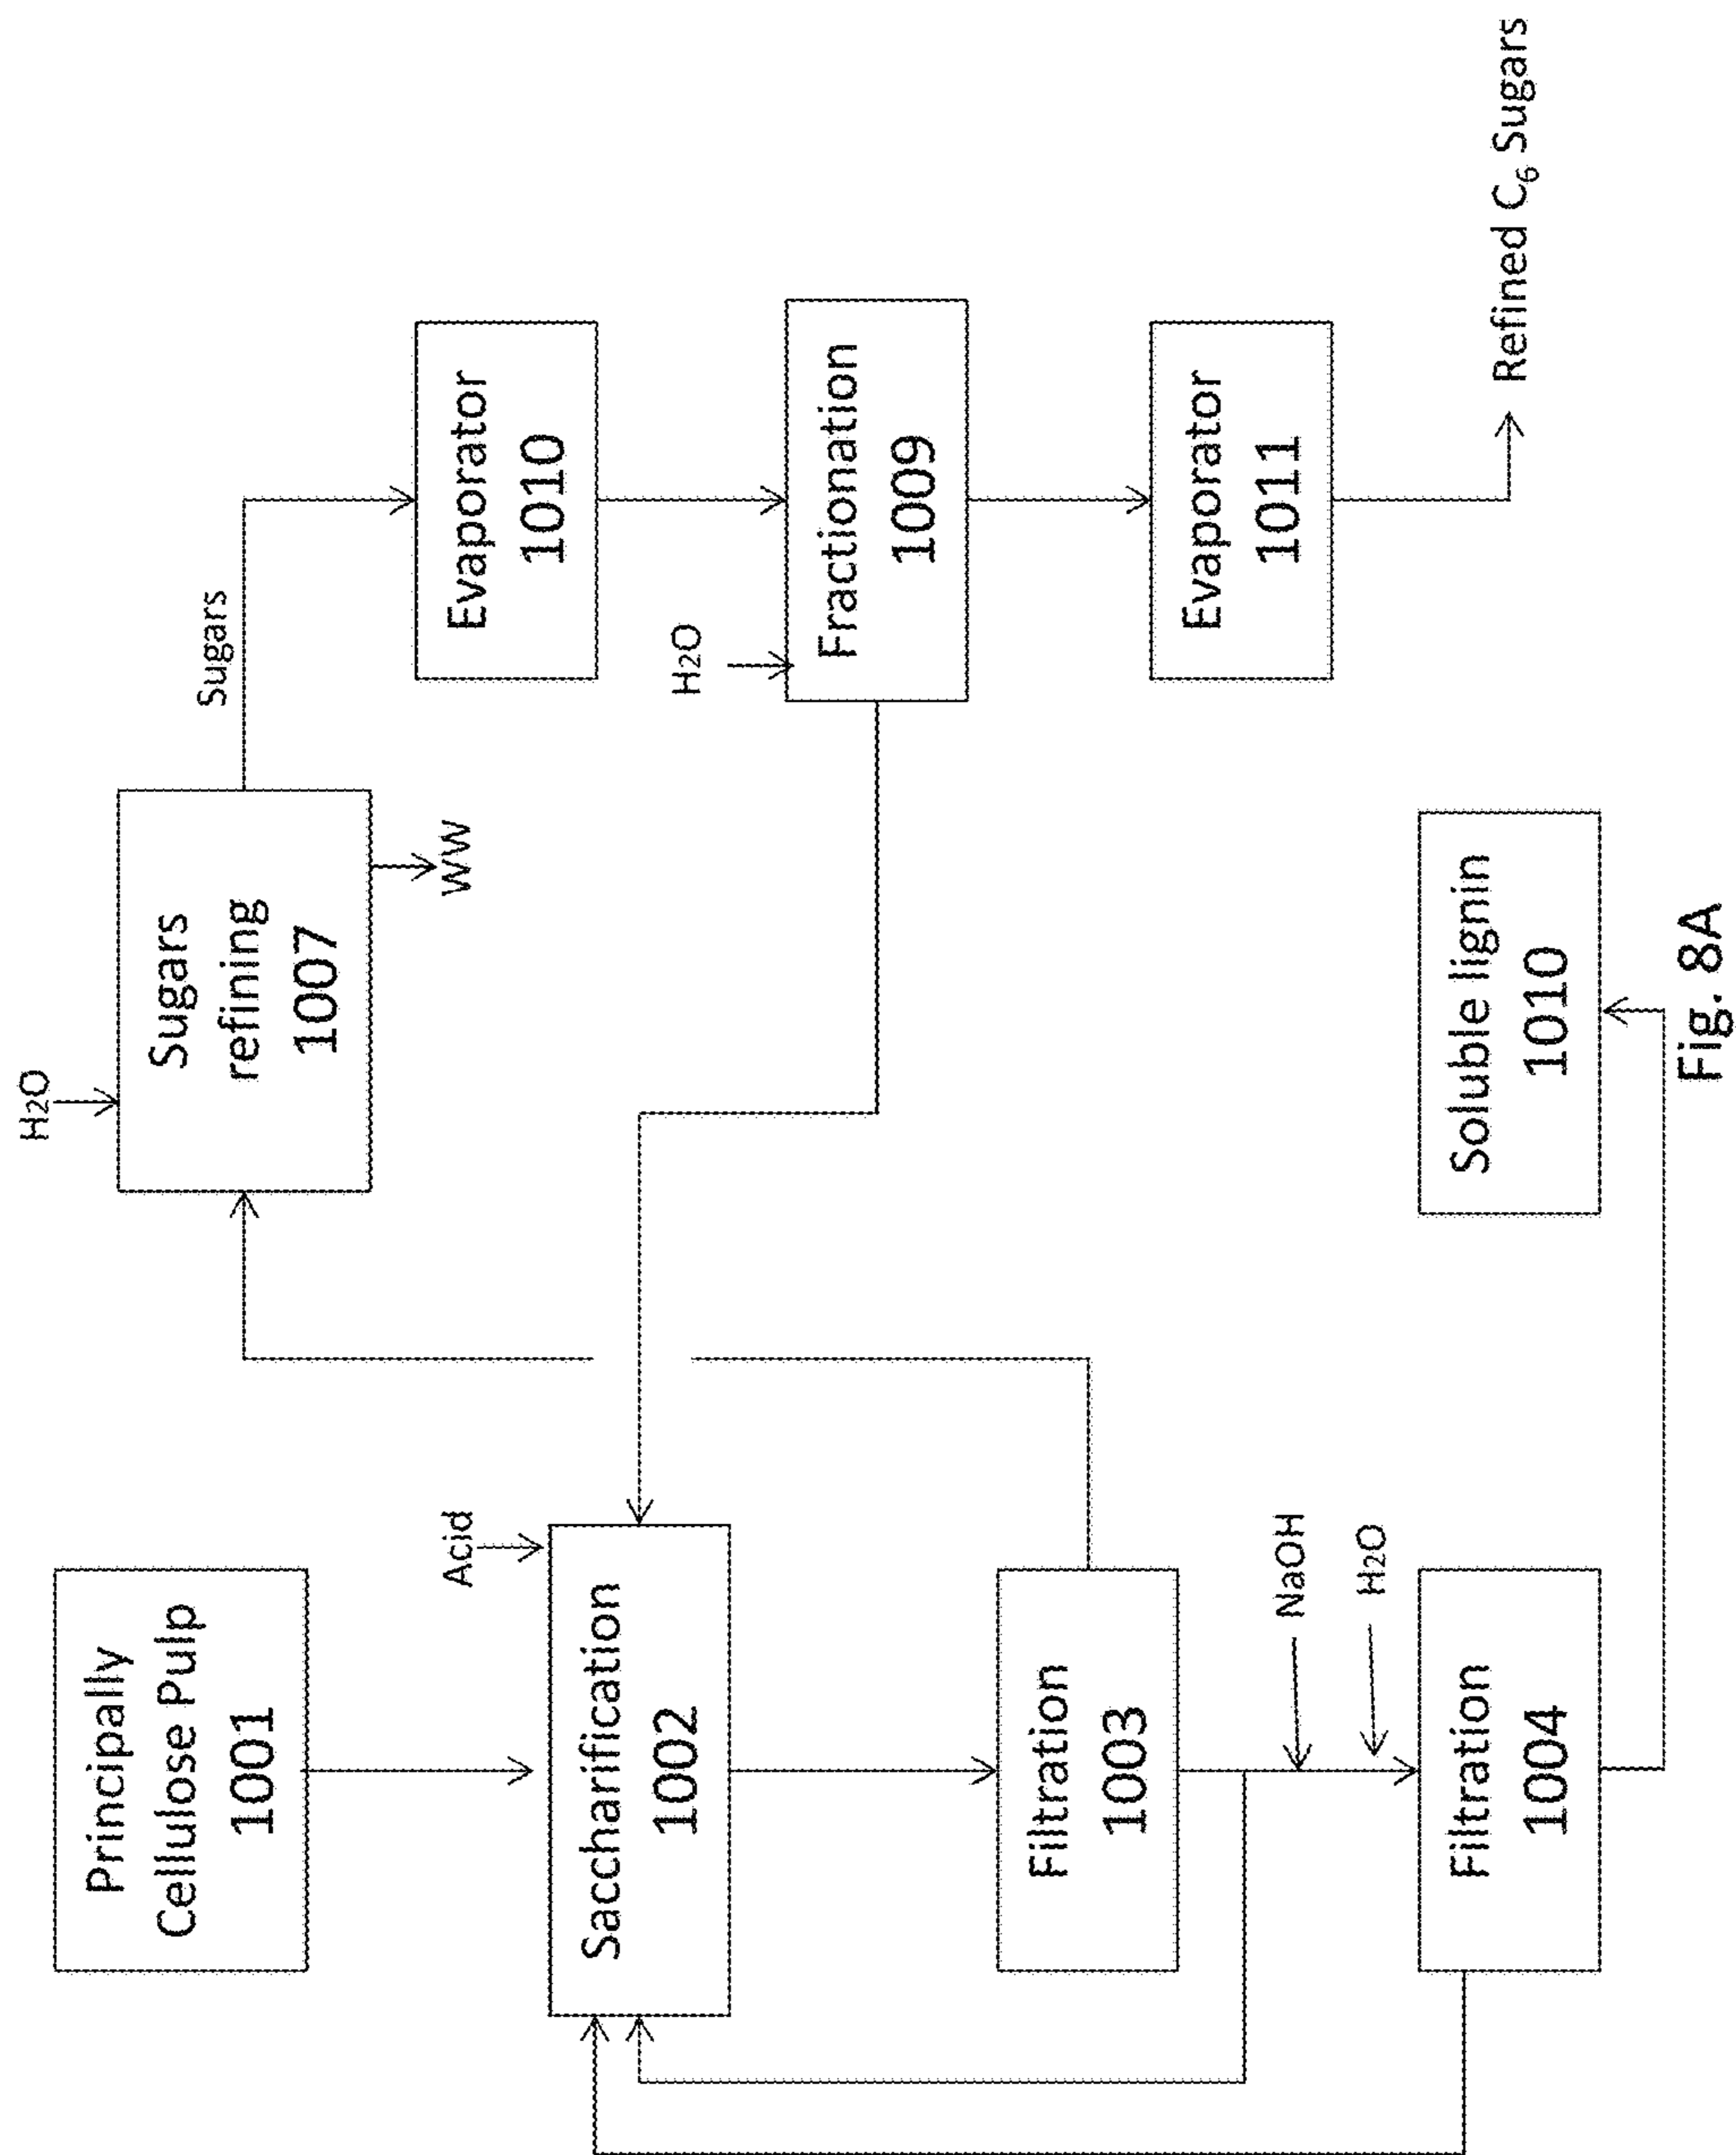 Principally
Cellulose Pulp
1001
Acid
Saccharification
1002
Filtration
1003
NaOH
H₂O
Filtration
1004
H₂O
Sugars
refining
1007
WW
Sugars
Evaporator
1010
H₂O
Fractionation
1009
Evaporator
1011
Refined C₆ Sugars
Soluble lignin
1010
Fig. 8A